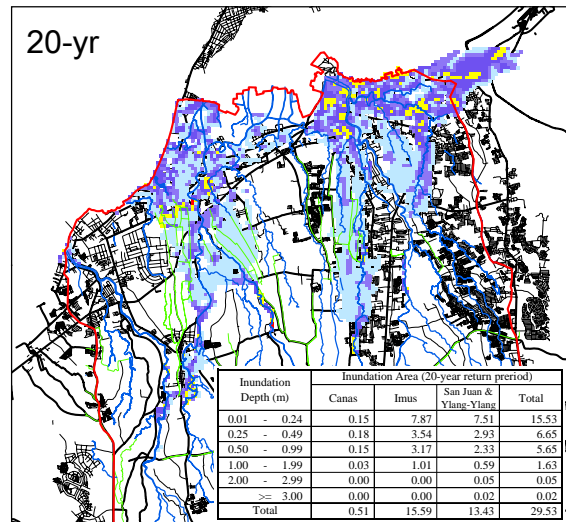 20-yr
Inundation Depth (m) Inundation Area (20-year return period)
Canas Imus San Juan & Ylang-Ylang Total
0.01 - 0.24 0.15 7.87 7.51 15.53
0.25 - 0.49 0.18 3.54 2.93 6.65
0.50 - 0.99 0.15 3.17 2.33 5.65
1.00 - 1.99 0.03 1.01 0.59 1.63
2.00 - 2.99 0.00 0.00 0.05 0.05
>= 3.00 0.00 0.00 0.02 0.02
Total 0.51 15.59 13.43 29.53